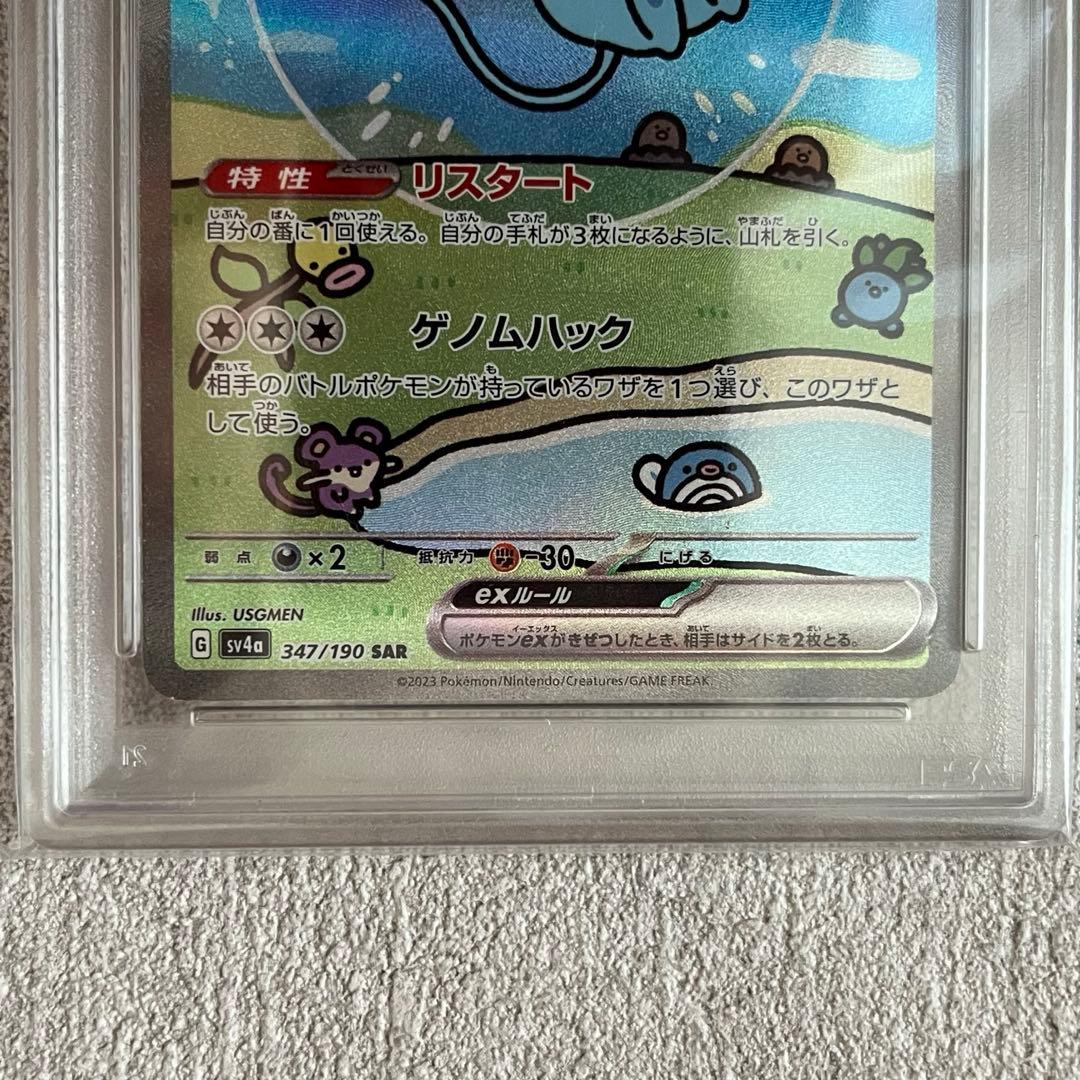 特性 とくせい リスタート
自分の番に1回使える。自分の手札が3枚になるように、山札を引く。
ゲノムハック
相手のバトルポケモンが持っているワザを1つ選び、このワザと
して使う。
弱点 ×2 抵抗力 -30 にげる
exルール
ポケモンexがきぜつしたとき、相手はサイドを2枚とる。
Illus. USGMEN
G sv4a 347/190 SAR
©2023 Pokémon/Nintendo/Creatures/GAME FREAK.